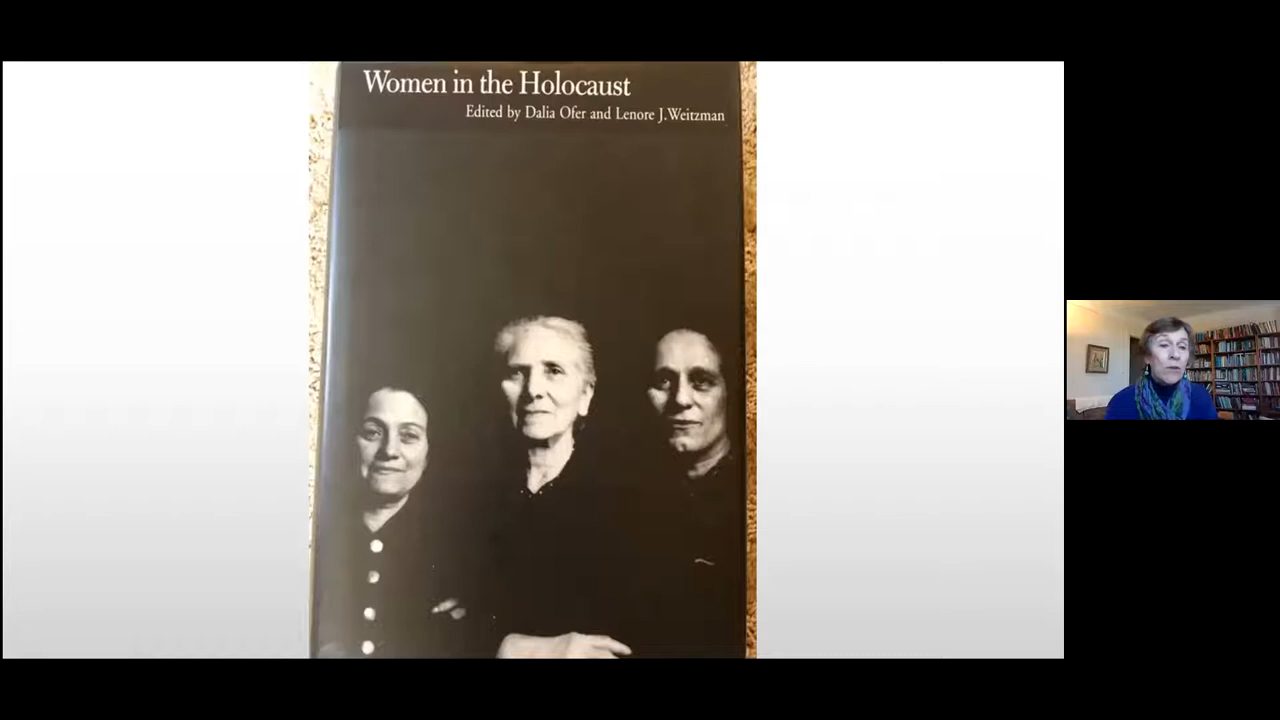 Women in the Holocaust
Edited by Dalia Ofer and Lenore J. Weitzman